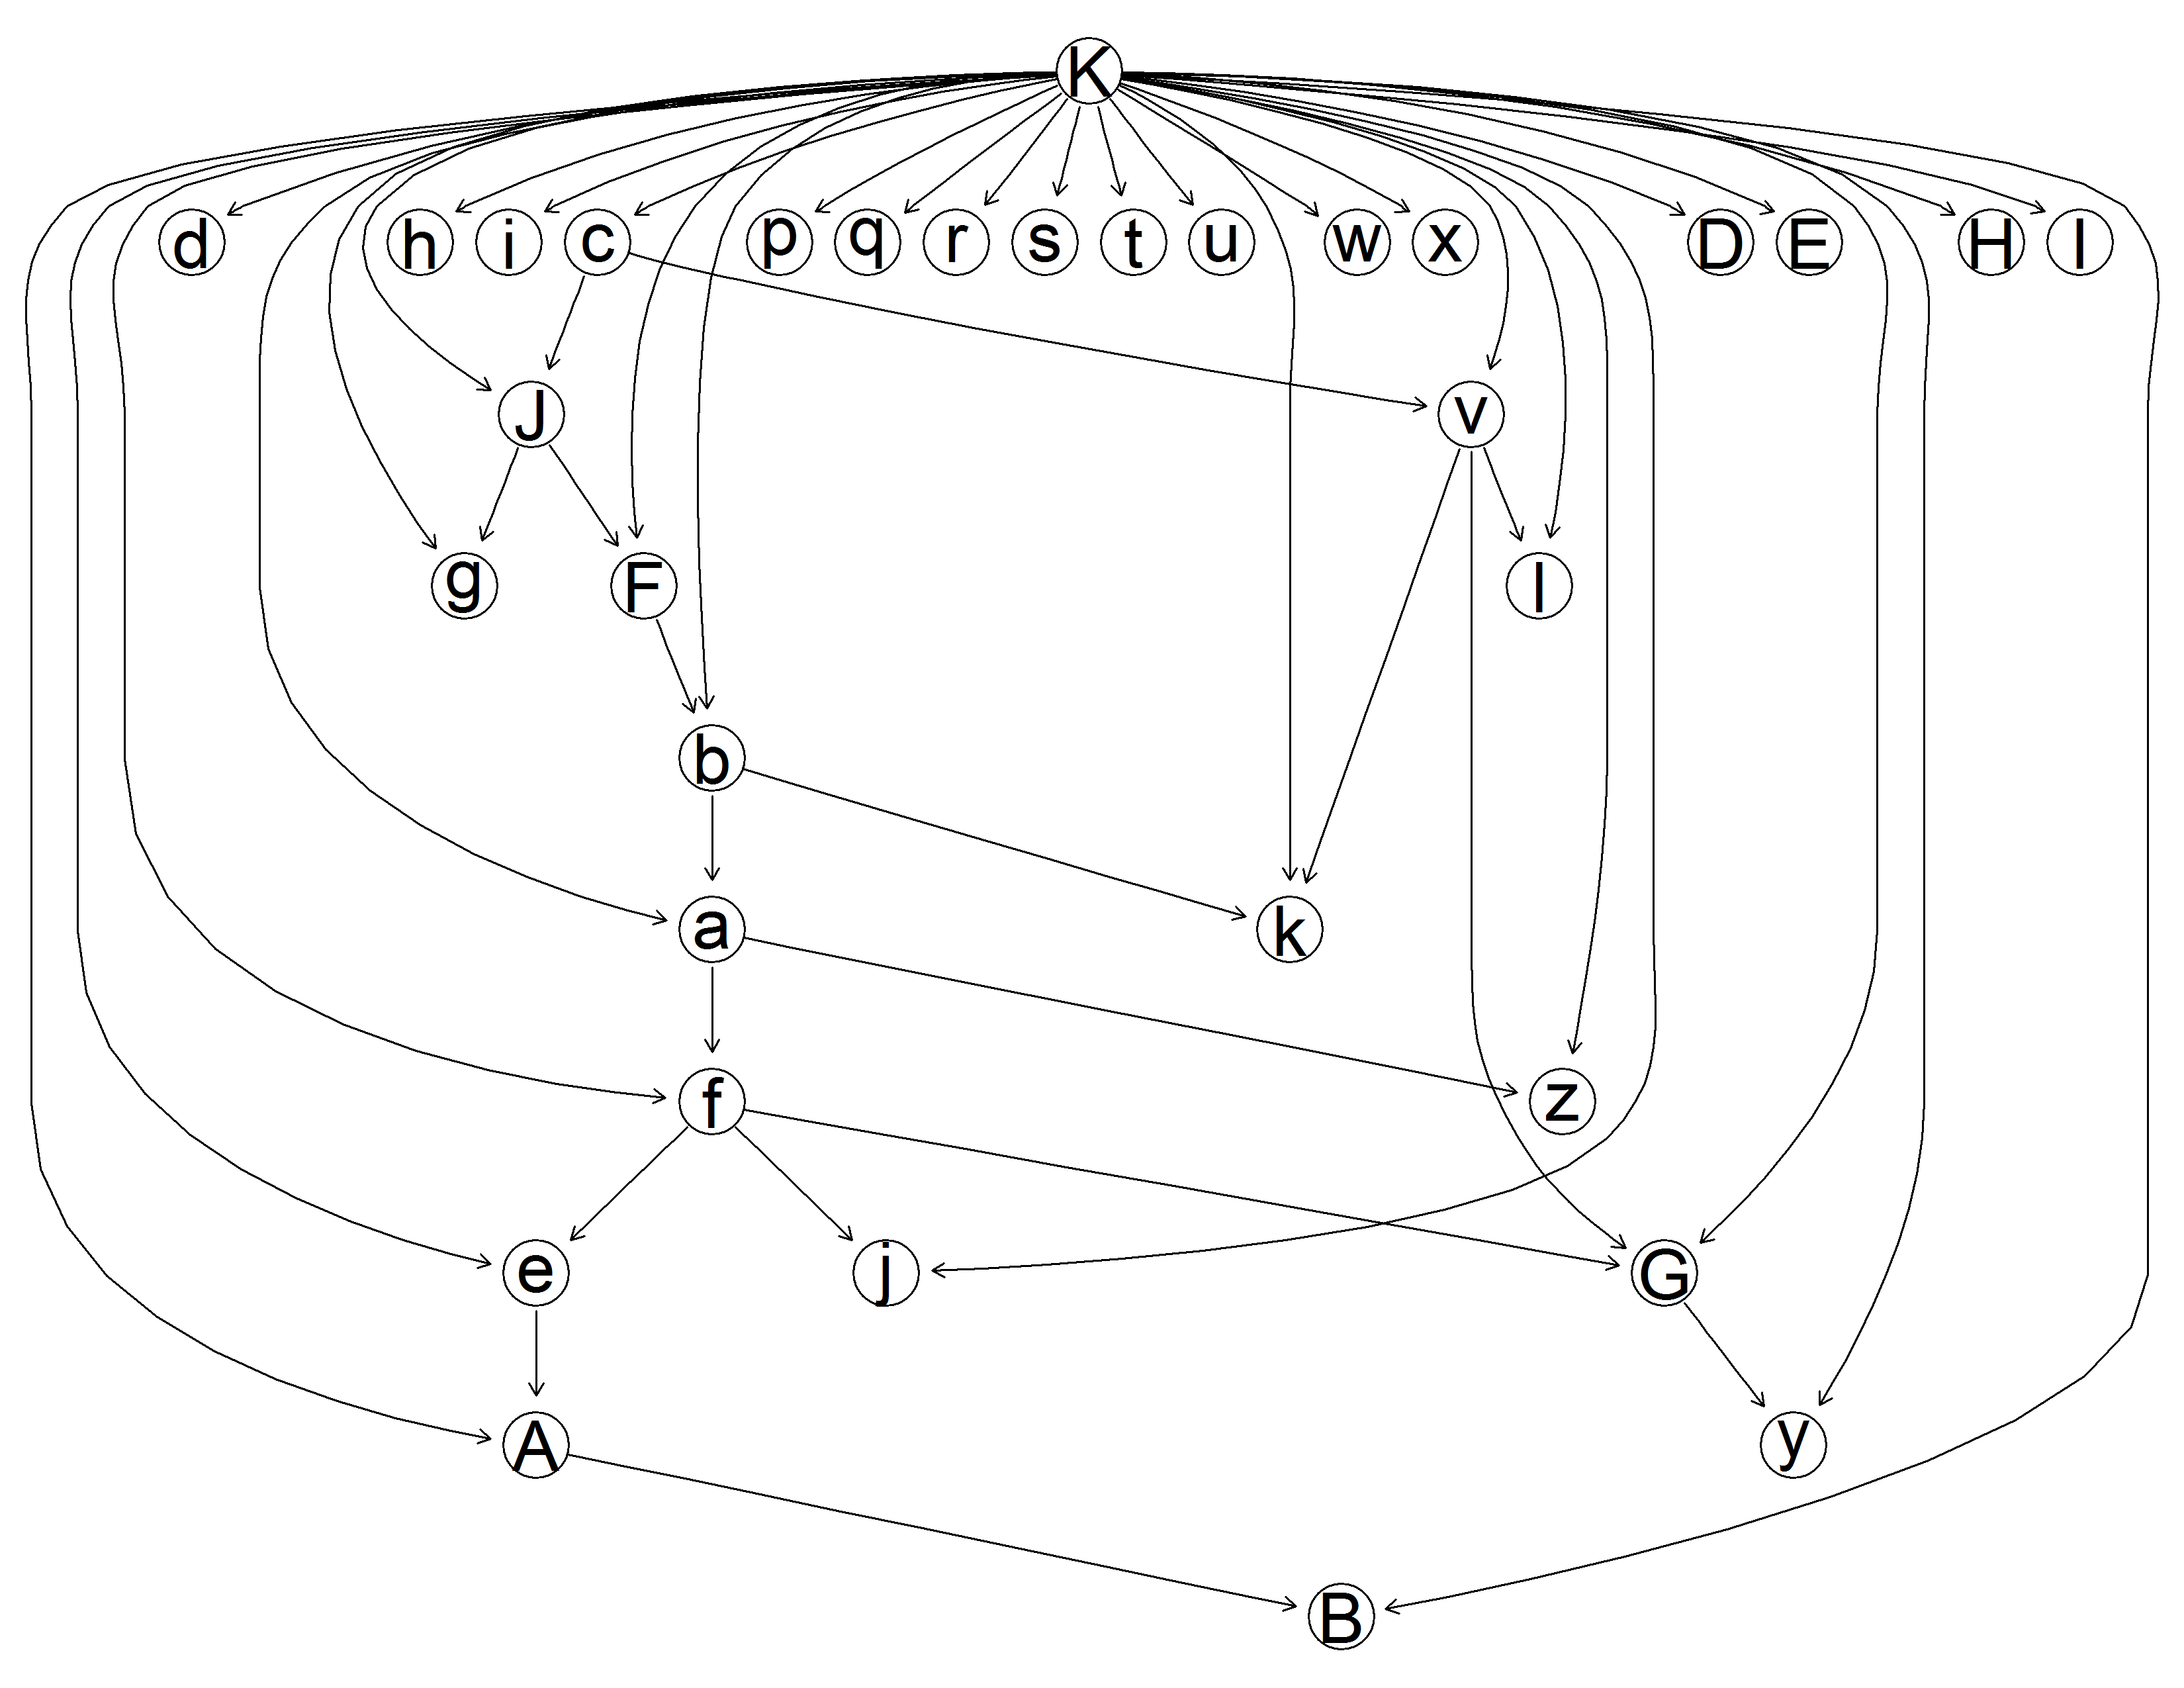 K
d h i c p q r s t u w x D E H I
J v
g F l
b
a k
f z
e j G
A y
B